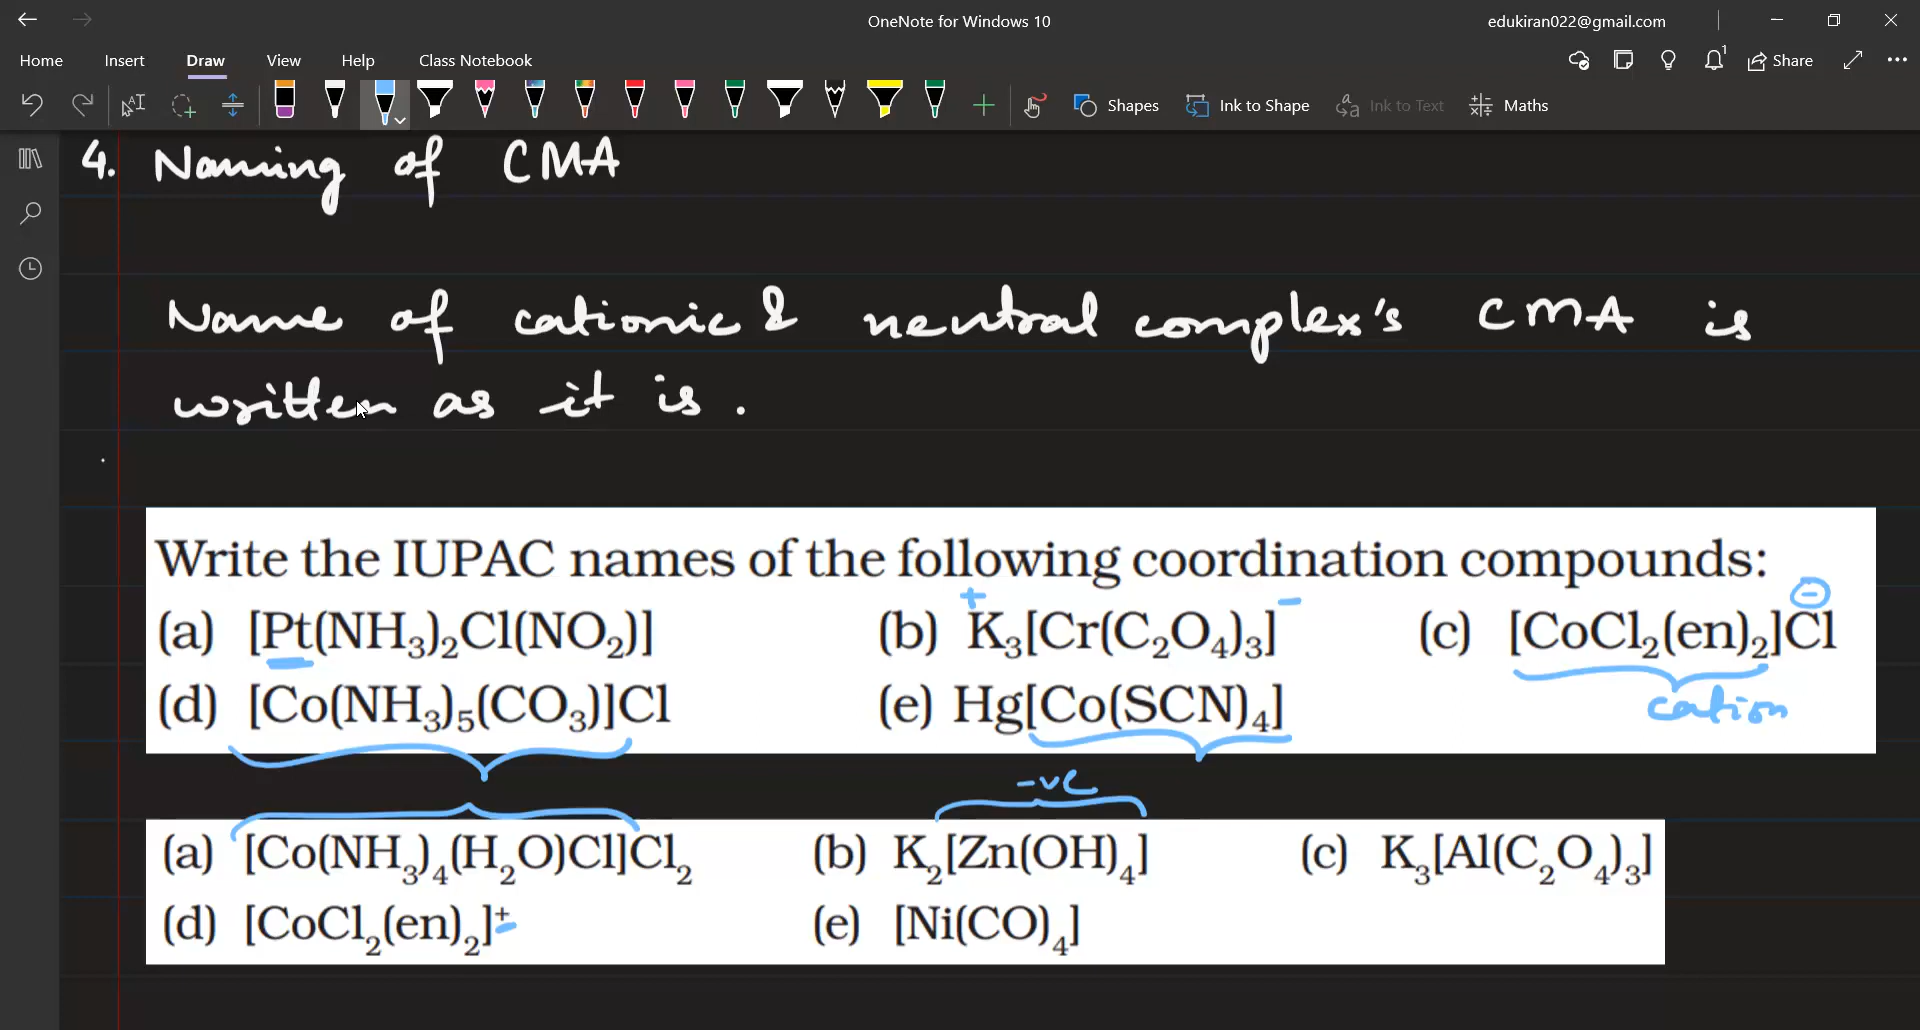 OneNote for Windows 10
edukiran022@gmail.com
Home Insert Draw View Help Class Notebook
1 Share
Shapes Ink to Shape Ink to Text Maths
4. Naming of CMA
Name of cationic & neutral complex's CMA is
written as it is.
Write the IUPAC names of the following coordination compounds:
+ − −
(a) [Pt(NH₃)₂Cl(NO₂)] (b) K₃[Cr(C₂O₄)₃] (c) [CoCl₂(en)₂]Cl
(d) [Co(NH₃)₅(CO₃)]Cl (e) Hg[Co(SCN)₄] cation
-ve
(a) [Co(NH₃)₄(H₂O)Cl]Cl₂ (b) K₂[Zn(OH)₄] (c) K₃[Al(C₂O₄)₃]
(d) [CoCl₂(en)₂]⁺ (e) [Ni(CO)₄]